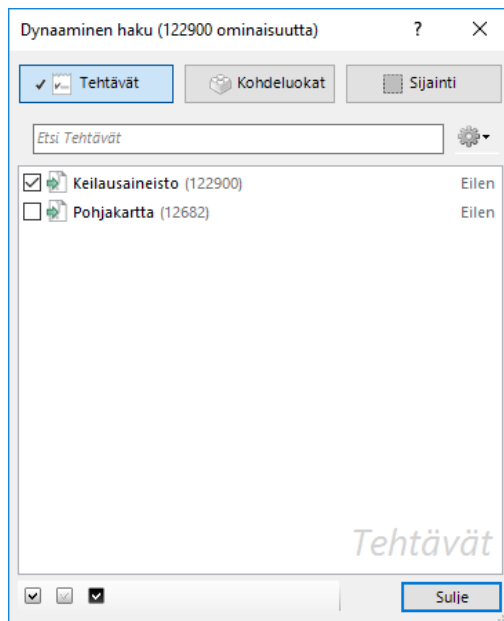 Dynaaminen haku (122900 ominaisuutta) ?
Tehtävät Kohdeluokat Sijainti
Etsi Tehtävät
Keilausaineisto (122900) Eilen
Pohjakartta (12682) Eilen
Tehtävät
Sulje